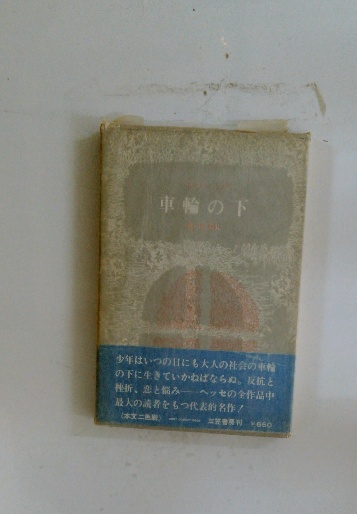 車輪の下
少年はいつの日にも大人の社会の車輪
の下に生きていかねばならぬ。反抗と
挫折、恋と悩み――ヘッセの全作品中
最大の読者をもつ代表的名作!
(本文二色刷)
三笠書房刊
￥650